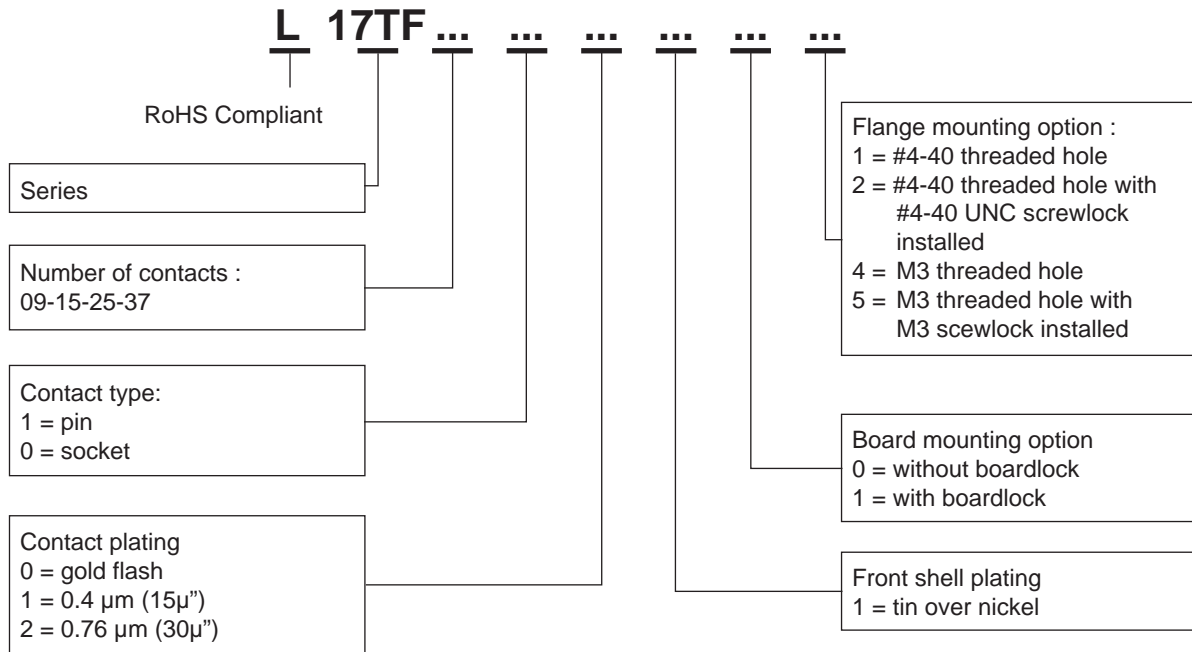 L 17TF ... ... ... ... ... ...
RoHS Compliant
Series
Number of contacts :
09-15-25-37
Contact type:
1 = pin
0 = socket
Contact plating
0 = gold flash
1 = 0.4 µm (15µ”)
2 = 0.76 µm (30µ”)
Flange mounting option :
1 = #4-40 threaded hole
2 = #4-40 threaded hole with
#4-40 UNC screwlock
installed
4 = M3 threaded hole
5 = M3 threaded hole with
M3 scewlock installed
Board mounting option
0 = without boardlock
1 = with boardlock
Front shell plating
1 = tin over nickel